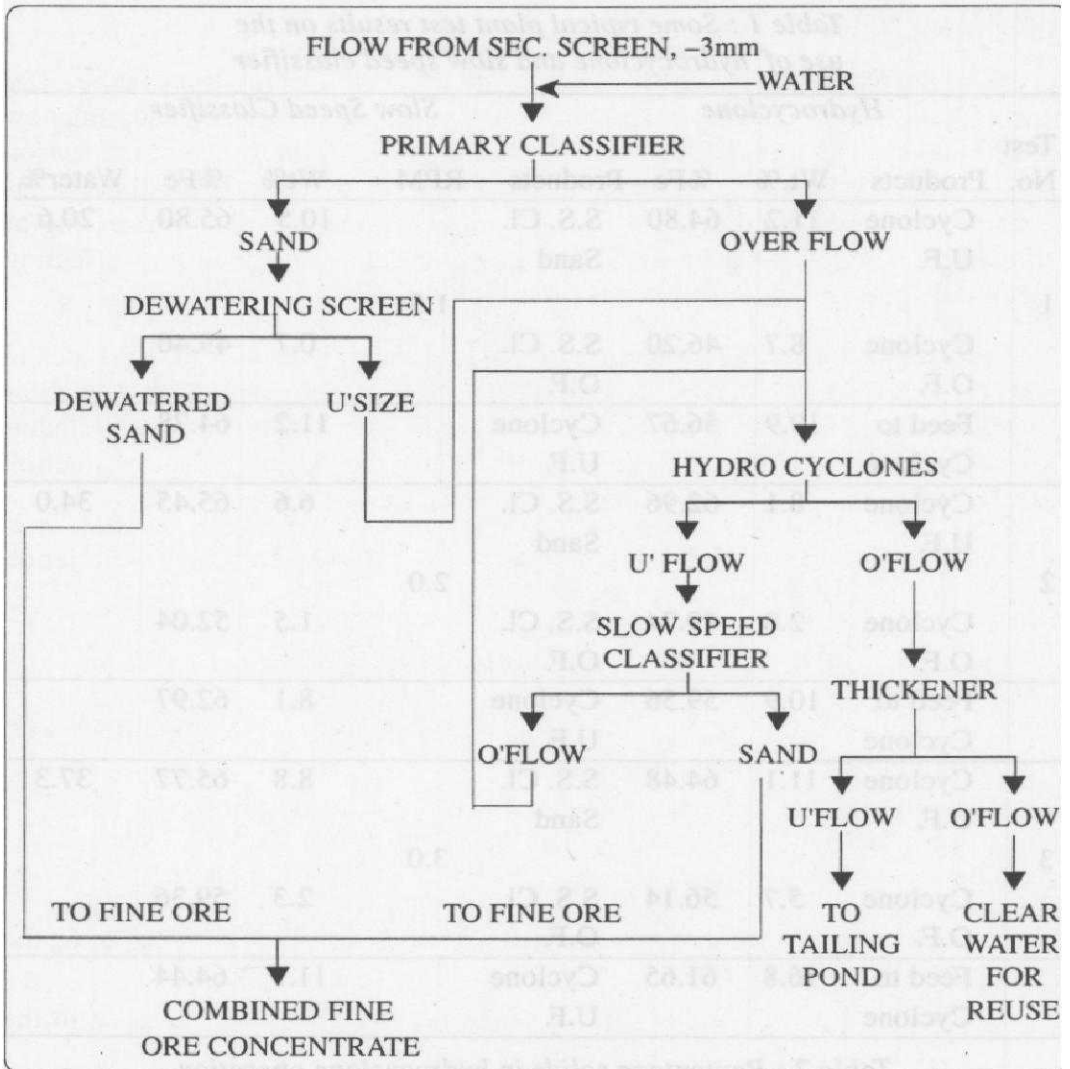 FLOW FROM SEC. SCREEN, –3mm
WATER
PRIMARY CLASSIFIER
SAND
OVER FLOW
DEWATERING SCREEN
DEWATERED
SAND
U'SIZE
HYDRO CYCLONES
U' FLOW
O'FLOW
SLOW SPEED
CLASSIFIER
THICKENER
O'FLOW
SAND
U'FLOW
O'FLOW
TO FINE ORE
TO FINE ORE
TO
TAILING
POND
CLEAR
WATER
FOR
REUSE
COMBINED FINE
ORE CONCENTRATE